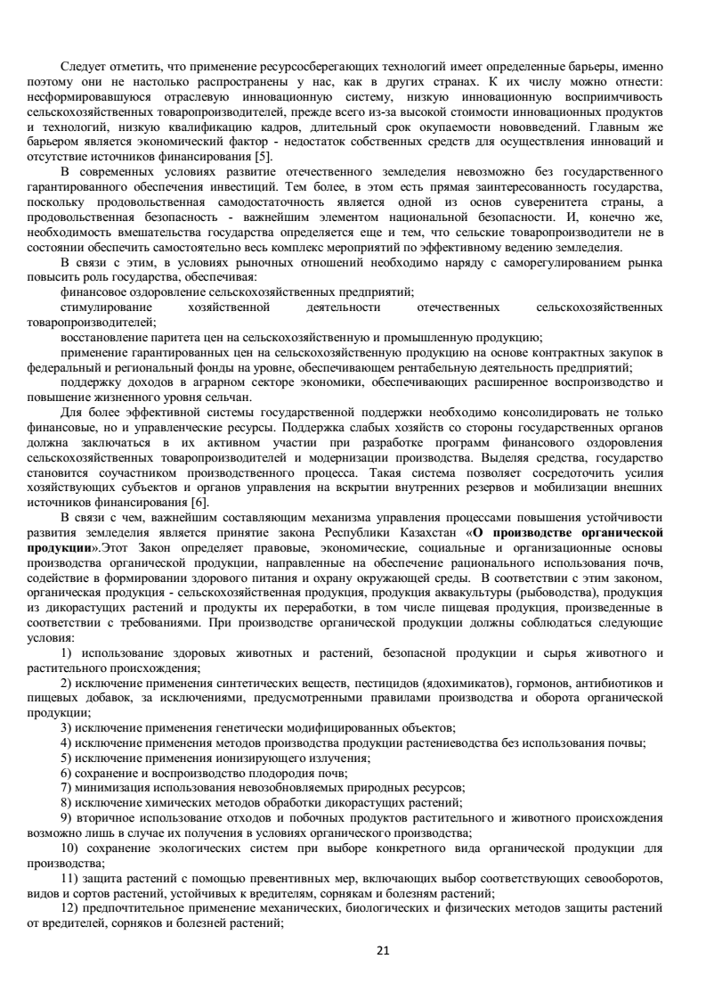 Следует отметить, что применение ресурсосберегающих технологий имеет определенные барьеры, именно
поэтому они не настолько распространены у нас, как в других странах. К их числу можно отнести:
несформировавшуюся отраслевую инновационную систему, низкую инновационную восприимчивость
сельскохозяйственных товаропроизводителей, прежде всего из-за высокой стоимости инновационных продуктов
и технологий, низкую квалификацию кадров, длительный срок окупаемости нововведений. Главным же
барьером является экономический фактор - недостаток собственных средств для осуществления инноваций и
отсутствие источников финансирования [5].
В современных условиях развитие отечественного земледелия невозможно без государственного
гарантированного обеспечения инвестиций. Тем более, в этом есть прямая заинтересованность государства,
поскольку продовольственная самодостаточность является одной из основ суверенитета страны, а
продовольственная безопасность - важнейшим элементом национальной безопасности. И, конечно же,
необходимость вмешательства государства определяется еще и тем, что сельские товаропроизводители не в
состоянии обеспечить самостоятельно весь комплекс мероприятий по эффективному ведению земледелия.
В связи с этим, в условиях рыночных отношений необходимо наряду с саморегулированием рынка
повысить роль государства, обеспечивая:
финансовое оздоровление сельскохозяйственных предприятий;
стимулирование хозяйственной деятельности отечественных сельскохозяйственных
товаропроизводителей;
восстановление паритета цен на сельскохозяйственную и промышленную продукцию;
применение гарантированных цен на сельскохозяйственную продукцию на основе контрактных закупок в
федеральный и региональный фонды на уровне, обеспечивающем рентабельную деятельность предприятий;
поддержку доходов в аграрном секторе экономики, обеспечивающих расширенное воспроизводство и
повышение жизненного уровня сельчан.
Для более эффективной системы государственной поддержки необходимо консолидировать не только
финансовые, но и управленческие ресурсы. Поддержка слабых хозяйств со стороны государственных органов
должна заключаться в их активном участии при разработке программ финансового оздоровления
сельскохозяйственных товаропроизводителей и модернизации производства. Выделяя средства, государство
становится соучастником производственного процесса. Такая система позволяет сосредоточить усилия
хозяйствующих субъектов и органов управления на вскрытии внутренних резервов и мобилизации внешних
источников финансирования [6].
В связи с чем, важнейшим составляющим механизма управления процессами повышения устойчивости
развития земледелия является принятие закона Республики Казахстан «О производстве органической
продукции».Этот Закон определяет правовые, экономические, социальные и организационные основы
производства органической продукции, направленные на обеспечение рационального использования почв,
содействие в формировании здорового питания и охрану окружающей среды. В соответствии с этим законом,
органическая продукция - сельскохозяйственная продукция, продукция аквакультуры (рыбоводства), продукция
из дикорастущих растений и продукты их переработки, в том числе пищевая продукция, произведенные в
соответствии с требованиями. При производстве органической продукции должны соблюдаться следующие
условия:
1) использование здоровых животных и растений, безопасной продукции и сырья животного и
растительного происхождения;
2) исключение применения синтетических веществ, пестицидов (ядохимикатов), гормонов, антибиотиков и
пищевых добавок, за исключениями, предусмотренными правилами производства и оборота органической
продукции;
3) исключение применения генетически модифицированных объектов;
4) исключение применения методов производства продукции растениеводства без использования почвы;
5) исключение применения ионизирующего излучения;
6) сохранение и воспроизводство плодородия почв;
7) минимизация использования невозобновляемых природных ресурсов;
8) исключение химических методов обработки дикорастущих растений;
9) вторичное использование отходов и побочных продуктов растительного и животного происхождения
возможно лишь в случае их получения в условиях органического производства;
10) сохранение экологических систем при выборе конкретного вида органической продукции для
производства;
11) защита растений с помощью превентивных мер, включающих выбор соответствующих севооборотов,
видов и сортов растений, устойчивых к вредителям, сорнякам и болезням растений;
12) предпочтительное применение механических, биологических и физических методов защиты растений
от вредителей, сорняков и болезней растений;
21